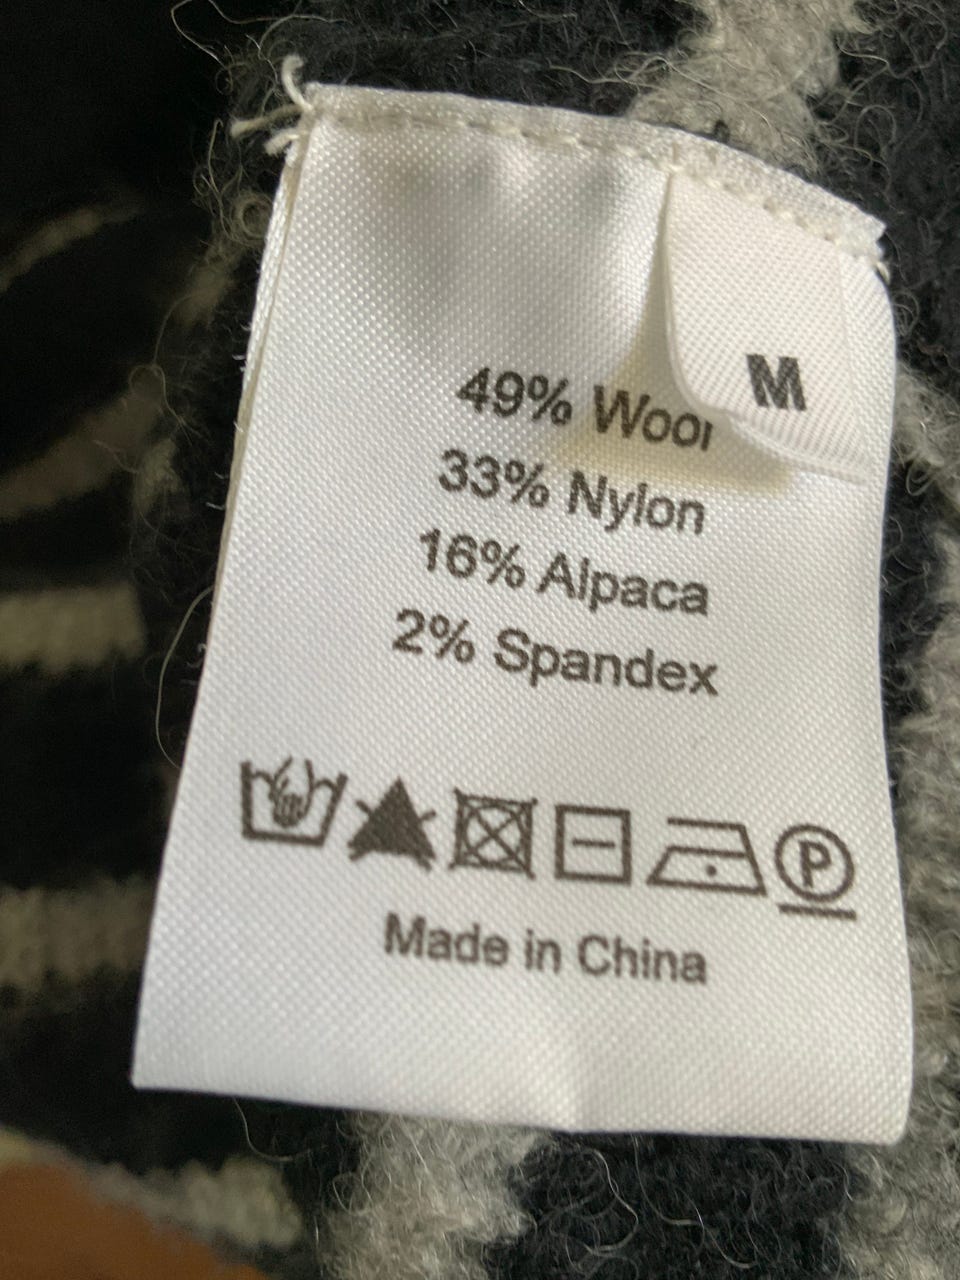 M
49% Wool
33% Nylon
16% Alpaca
2% Spandex
P
Made in China